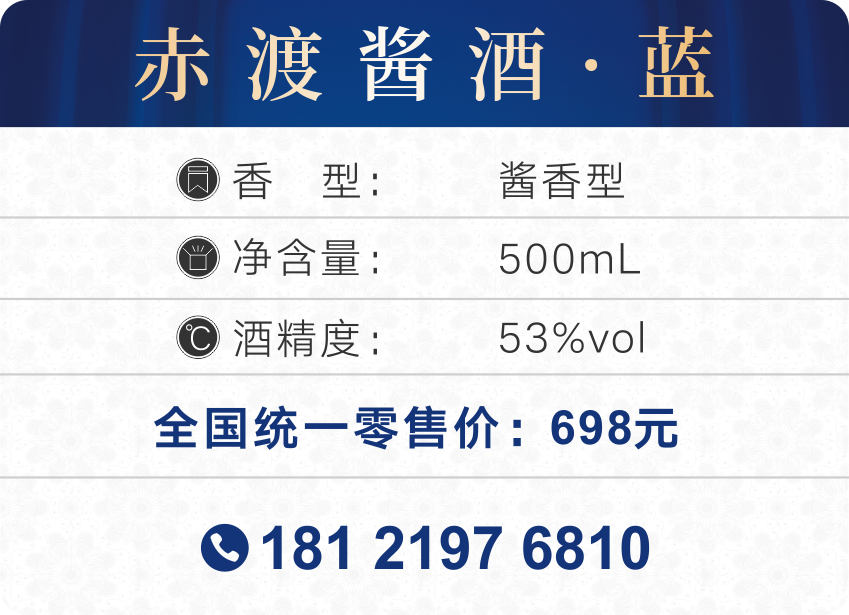 赤渡酱酒·蓝
香 型： 酱香型
净含量： 500mL
℃ 酒精度： 53%vol
全国统一零售价：698元
181 2197 6810